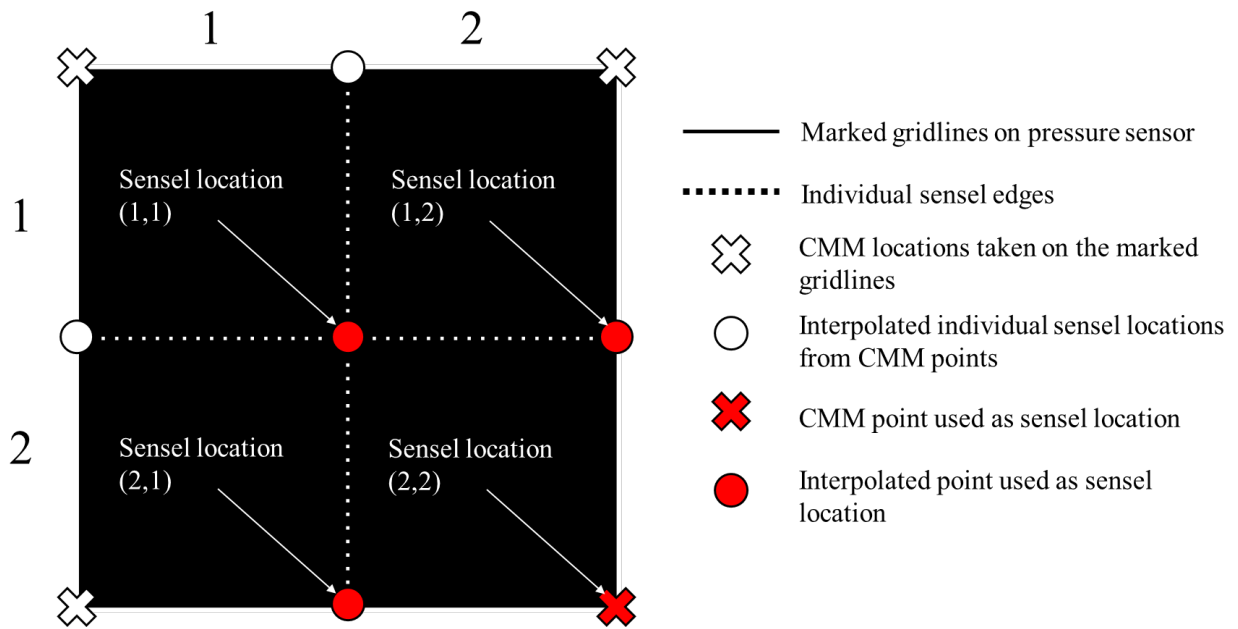 1
2
1
2
Sensel location
(1,1)
Sensel location
(1,2)
Sensel location
(2,1)
Sensel location
(2,2)
Marked gridlines on pressure sensor
Individual sensel edges
CMM locations taken on the marked
gridlines
Interpolated individual sensel locations
from CMM points
CMM point used as sensel location
Interpolated point used as sensel
location